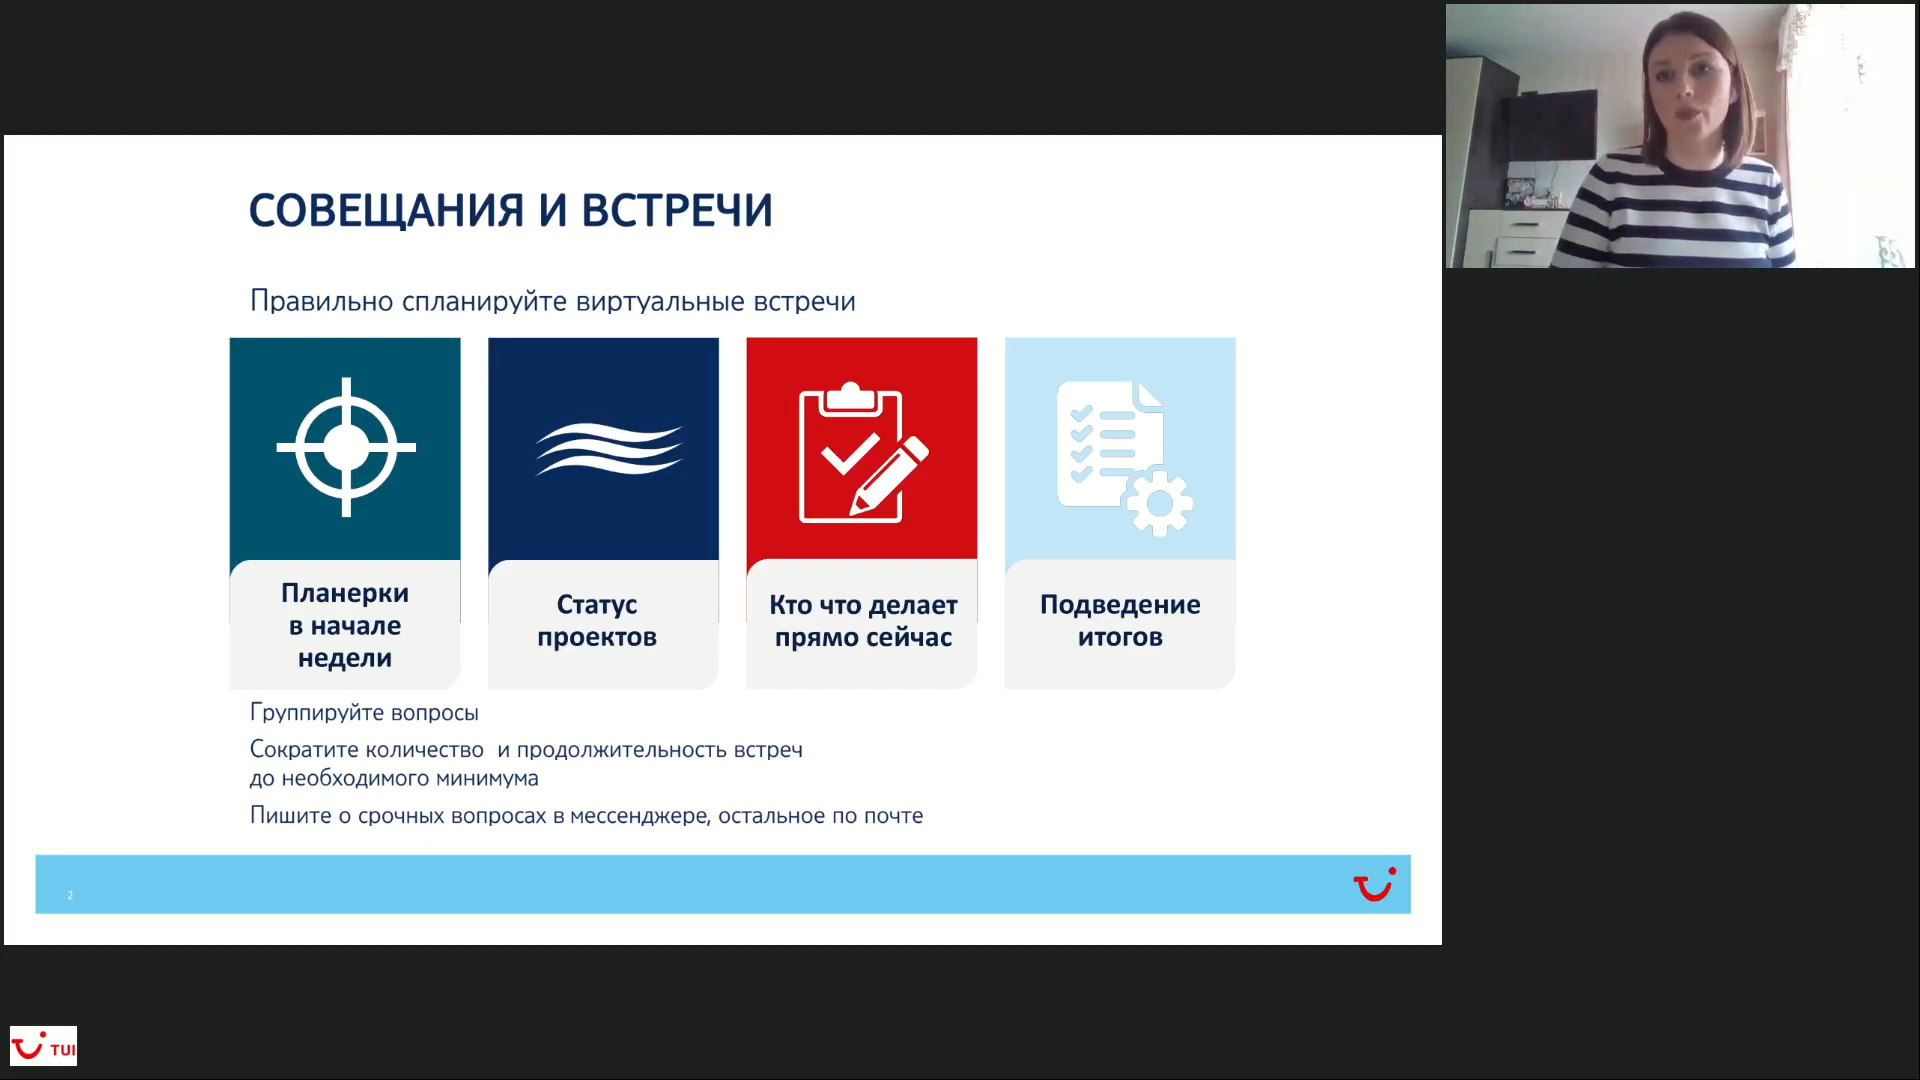 СОВЕЩАНИЯ И ВСТРЕЧИ
Правильно спланируйте виртуальные встречи
Планерки
в начале
недели
Статус
проектов
Кто что делает
прямо сейчас
Подведение
итогов
Группируйте вопросы
Сократите количество  и продолжительность встреч
до необходимого минимума
Пишите о срочных вопросах в мессенджере, остальное по почте
2
TUI